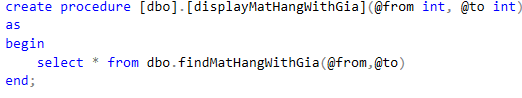 create procedure [dbo].[displayMatHangWithGia](@from int, @to int)
as
begin
    select * from dbo.findMatHangWithGia(@from,@to)
end;